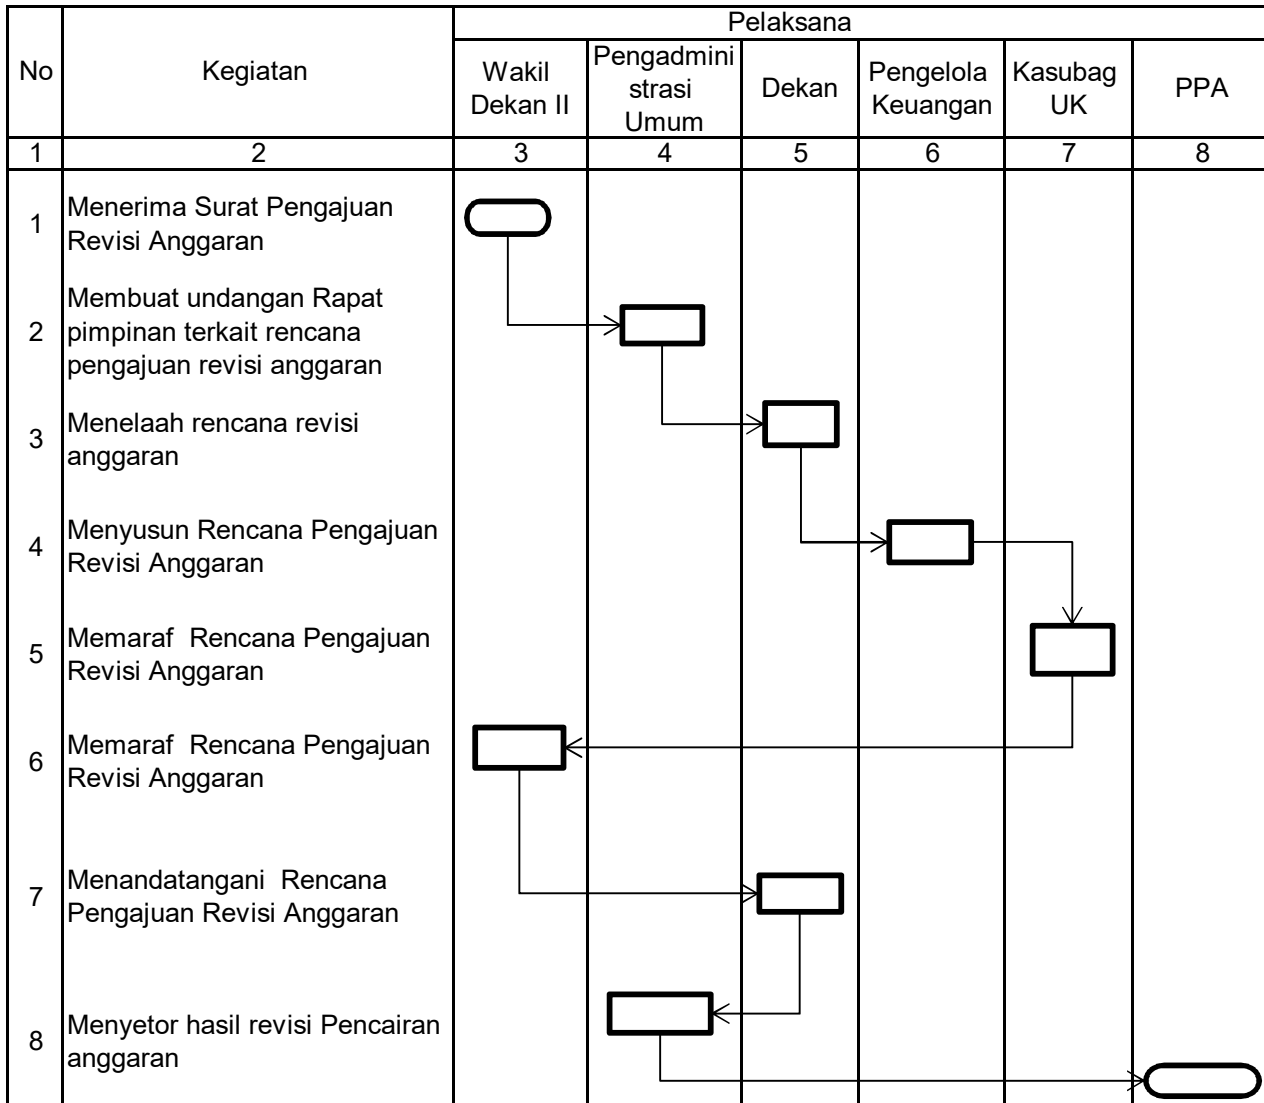 Pelaksana
No
Kegiatan
Wakil
Dekan II
Pengadmini
strasi
Umum
Dekan
Pengelola
Keuangan
Kasubag
UK
PPA
1
2
3
4
5
6
7
8
1
Menerima Surat Pengajuan
Revisi Anggaran
2
Membuat undangan Rapat
pimpinan terkait rencana
pengajuan revisi anggaran
3
Menelaah rencana revisi
anggaran
4
Menyusun Rencana Pengajuan
Revisi Anggaran
5
Memaraf  Rencana Pengajuan
Revisi Anggaran
6
Memaraf  Rencana Pengajuan
Revisi Anggaran
7
Menandatangani  Rencana
Pengajuan Revisi Anggaran
8
Menyetor hasil revisi Pencairan
anggaran